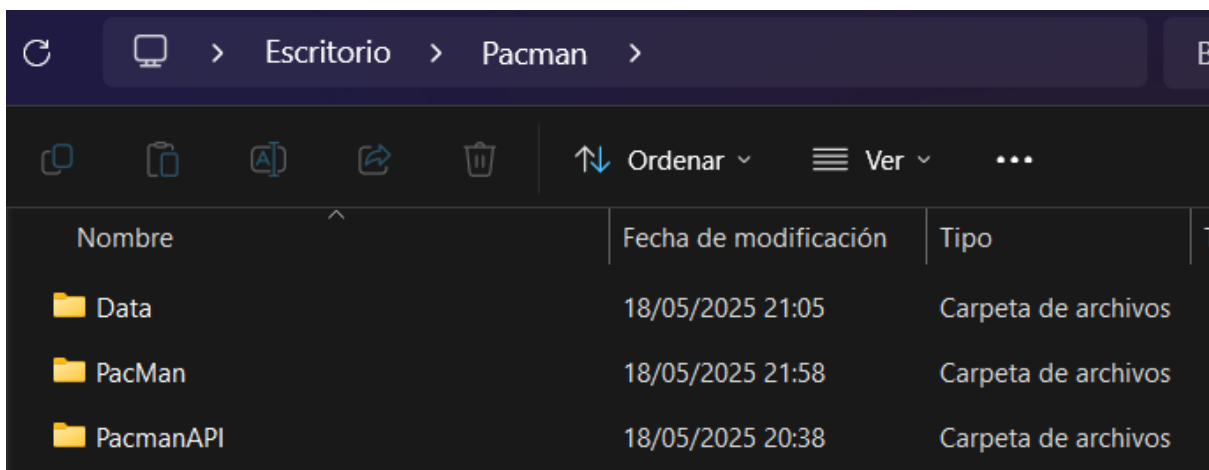 Escritorio > Pacman >
Ordenar Ver •••
Nombre Fecha de modificación Tipo
Data 18/05/2025 21:05 Carpeta de archivos
PacMan 18/05/2025 21:58 Carpeta de archivos
PacmanAPI 18/05/2025 20:38 Carpeta de archivos